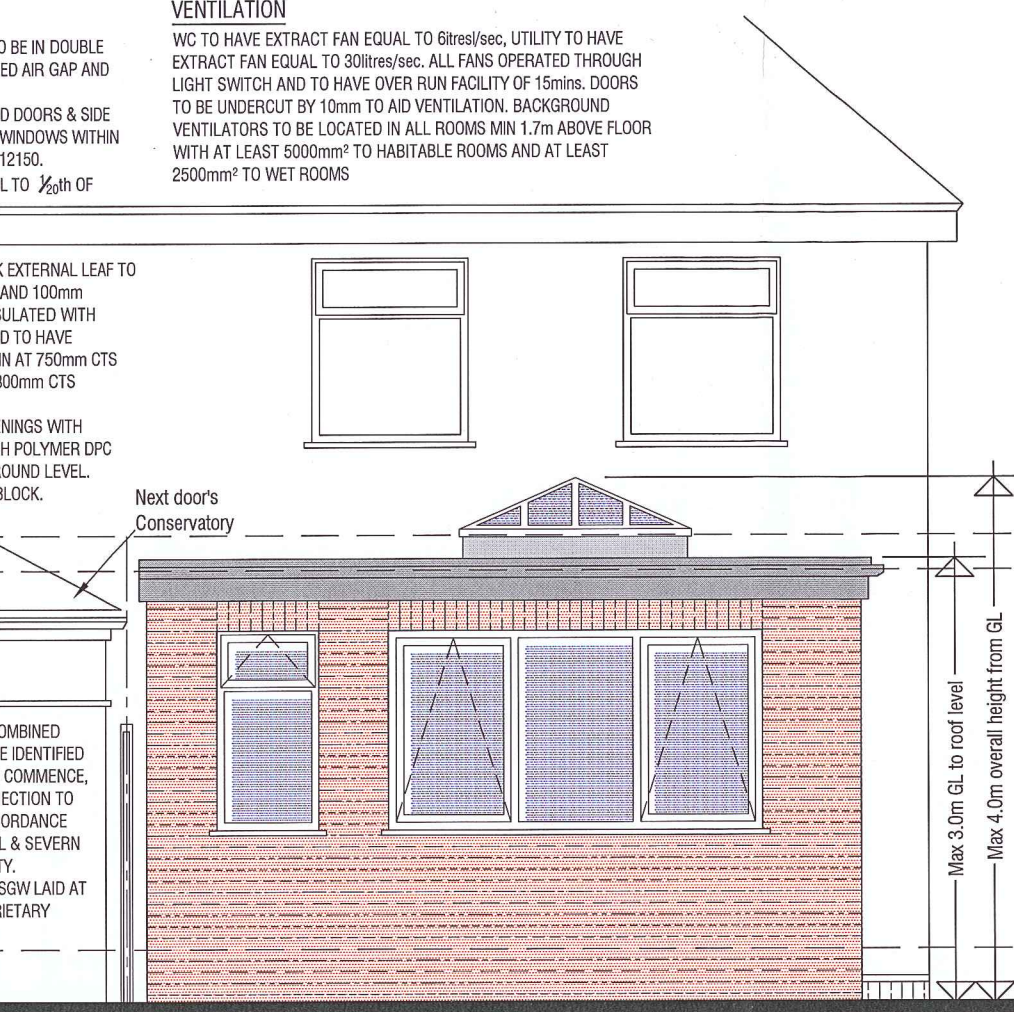 VENTILATION
WC TO HAVE EXTRACT FAN EQUAL TO 6itresl/sec, UTILITY TO HAVE
EXTRACT FAN EQUAL TO 30litres/sec. ALL FANS OPERATED THROUGH
LIGHT SWITCH AND TO HAVE OVER RUN FACILITY OF 15mins. DOORS
TO BE UNDERCUT BY 10mm TO AID VENTILATION. BACKGROUND
VENTILATORS TO BE LOCATED IN ALL ROOMS MIN 1.7m ABOVE FLOOR
WITH AT LEAST 5000mm² TO HABITABLE ROOMS AND AT LEAST
2500mm² TO WET ROOMS
O BE IN DOUBLE
ED AIR GAP AND
D DOORS & SIDE
WINDOWS WITHIN
12150.
L TO 1/20th OF
K EXTERNAL LEAF TO
AND 100mm
SULATED WITH
D TO HAVE
IN AT 750mm CTS
300mm CTS
ENINGS WITH
H POLYMER DPC
ROUND LEVEL.
BLOCK.
Next door's
Conservatory
OMBINED
E IDENTIFIED
COMMENCE,
ECTION TO
ORDANCE
L & SEVERN
TY.
SGW LAID AT
RIETARY
Max 3.0m GL to roof level
Max 4.0m overall height from GL